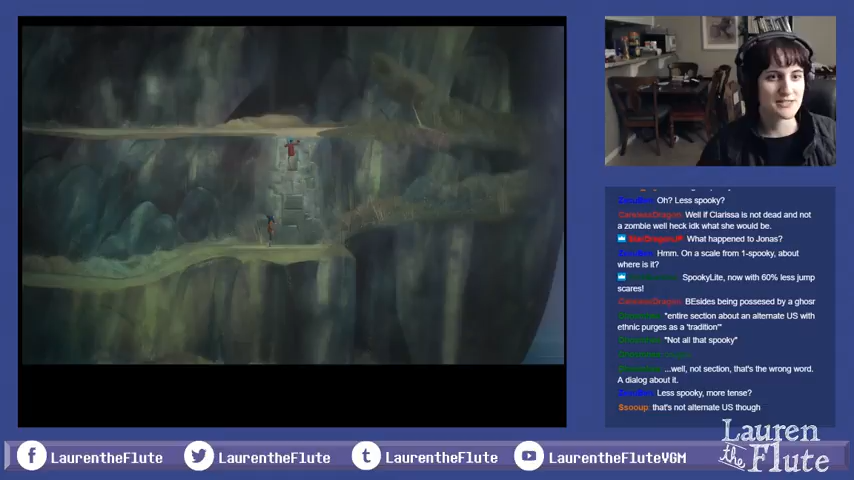 Oh? Less spooky?
CarelessDragon: Well if Clarissa is not dead and not
a zombie well heck idk what she would be.
What happened to Jonas?
Hmm. On a scale from 1-spooky, about
where is it?
SpookyLite, now with 60% less jump
scares!
CarelessDragon: BEsides being possesed by a ghosr
"entire section about an alternate US with
ethnic purges as a 'tradition'"
"Not all that spooky"
...well, not section, that's the wrong word.
A dialog about it.
Less spooky, more tense?
Ssooup: that's not alternate US though
Lauren
the Flute
LaurentheFlute
LaurentheFlute
LaurentheFlute
LaurentheFluteVGM